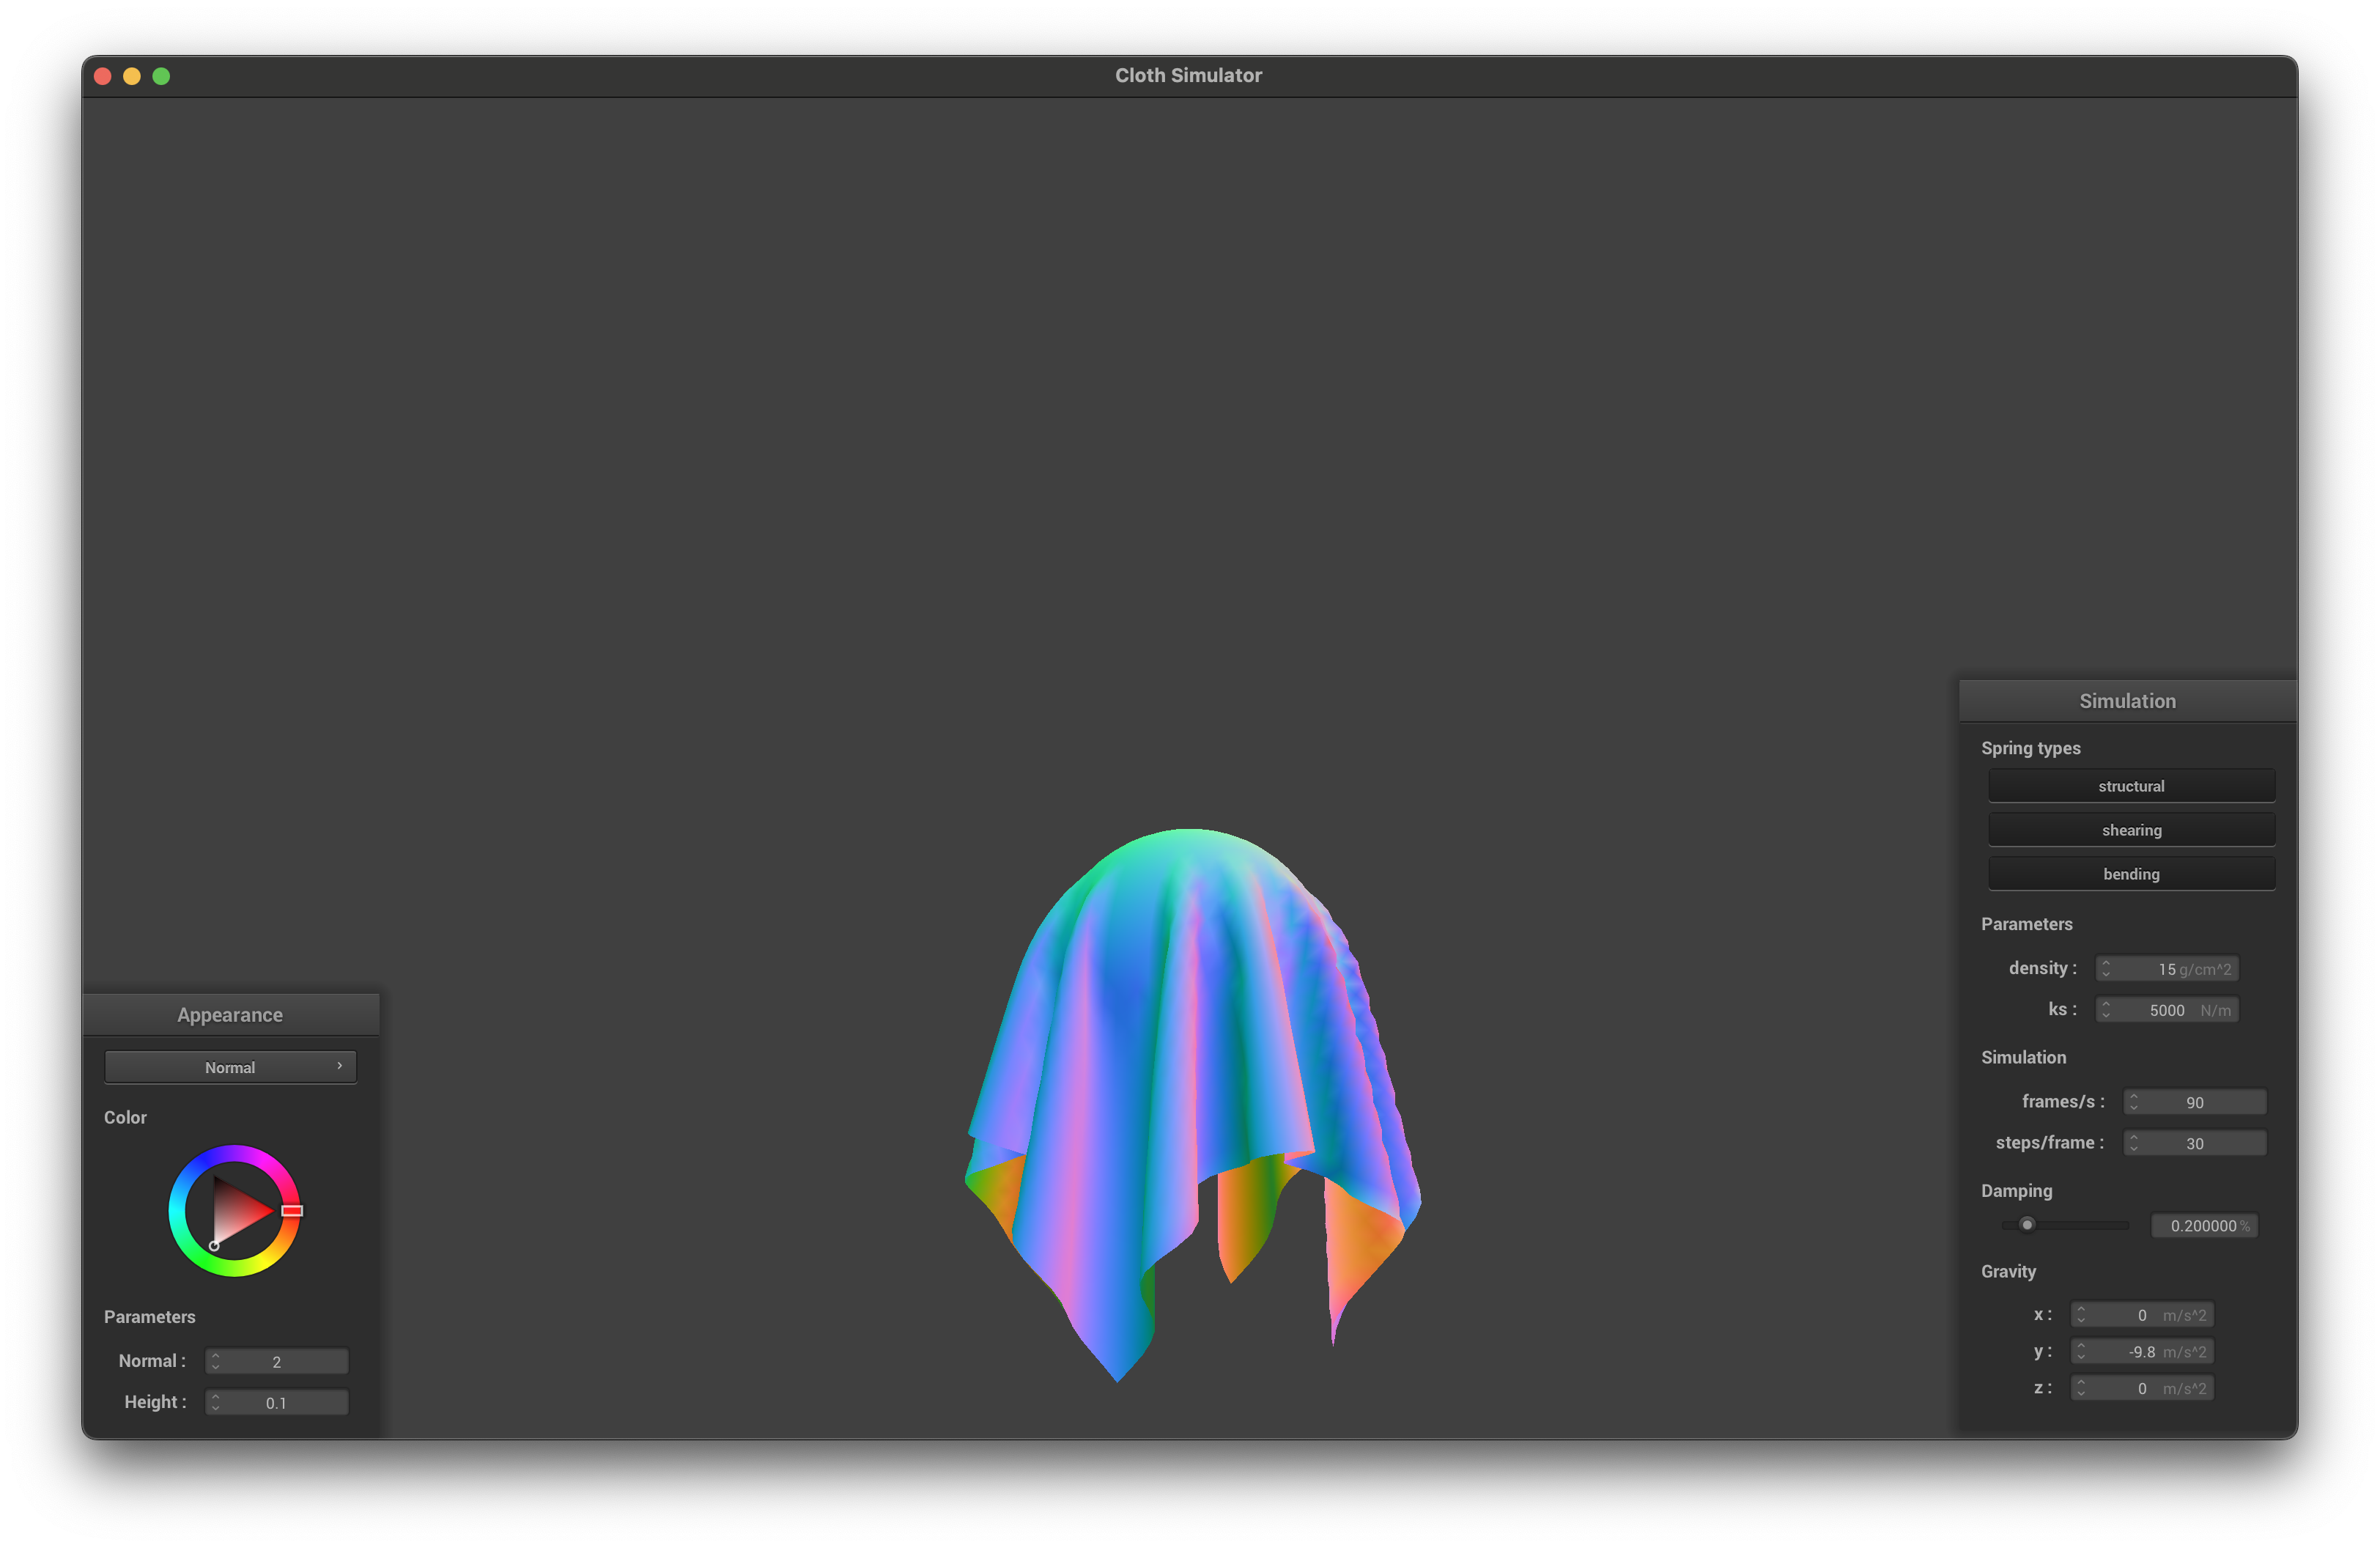 Cloth Simulator
Simulation
Spring types
structural
shearing
bending
Parameters
density : 15 g/cm^2
ks : 5000 N/m
Simulation
frames/s : 90
steps/frame : 30
Damping
0.200000 %
Gravity
x : 0 m/s^2
y : -9.8 m/s^2
z : 0 m/s^2
Appearance
Normal
Color
Parameters
Normal : 2
Height : 0.1